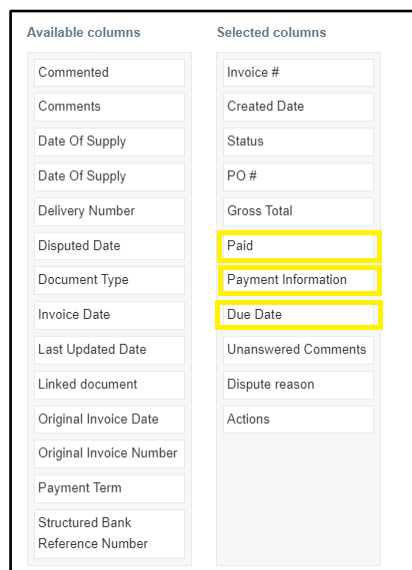 Available columns
Commented
Comments
Date Of Supply
Date Of Supply
Delivery Number
Disputed Date
Document Type
Invoice Date
Last Updated Date
Linked document
Original Invoice Date
Original Invoice Number
Payment Term
Structured Bank
Reference Number
Selected columns
Invoice #
Created Date
Status
PO #
Gross Total
Paid
Payment Information
Due Date
Unanswered Comments
Dispute reason
Actions